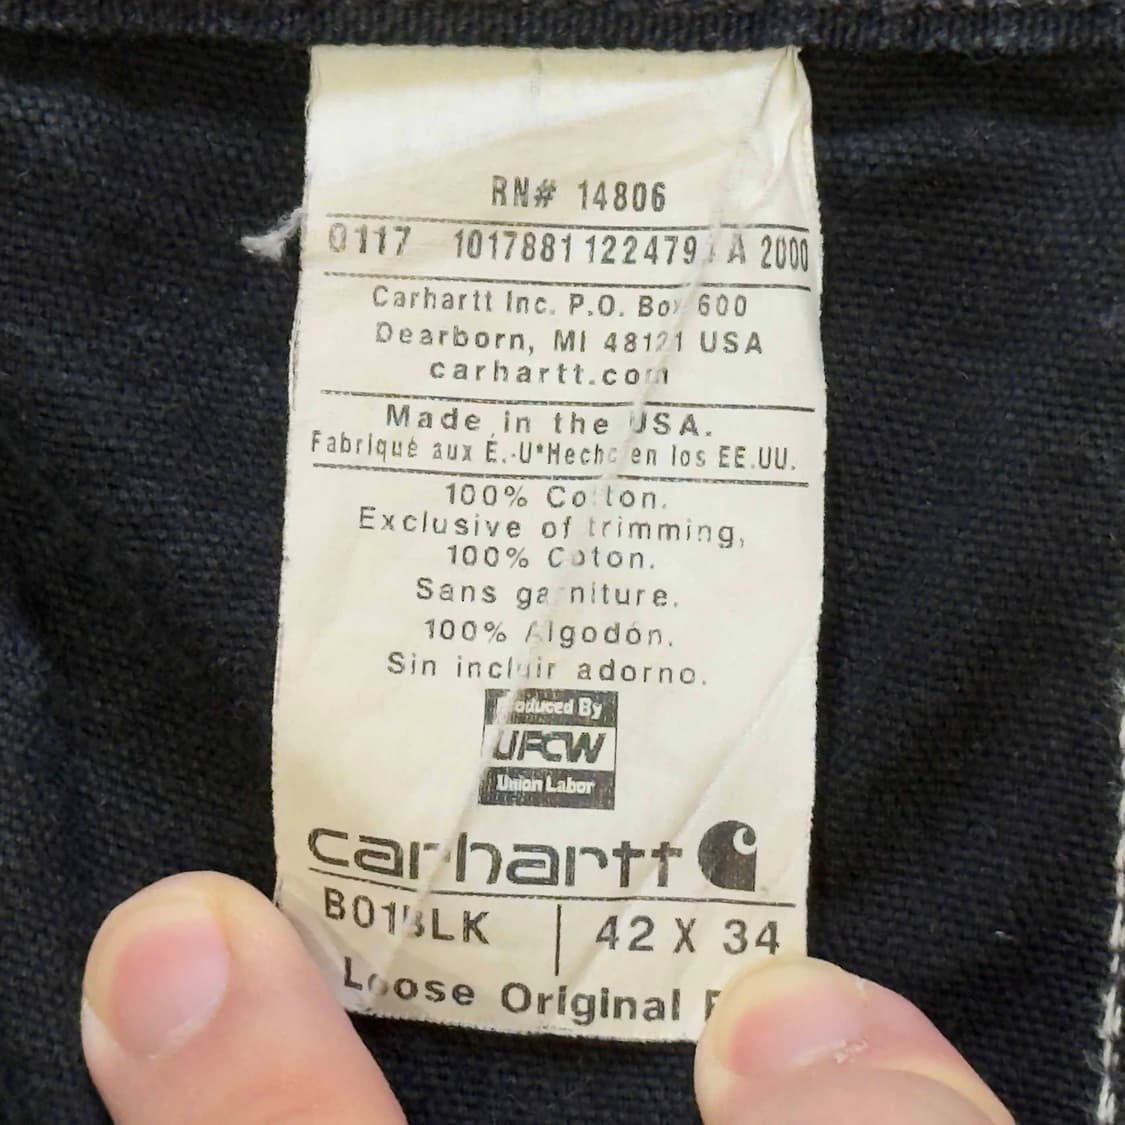 RN# 14806
0117 1017881 122479 A 2000
Carhartt Inc. P.O. Box 600
Dearborn, MI 48121 USA
carhartt.com
Made in the USA.
Fabriqué aux É.-U*Hecho en los EE.UU.
100% Cotton.
Exclusive of trimming,
100% Coton.
Sans garniture.
100% Algodón.
Sin incluir adorno.
Produced By
UFCW
Union Labor
carhartt
B01BLK 42 X 34
Loose Original